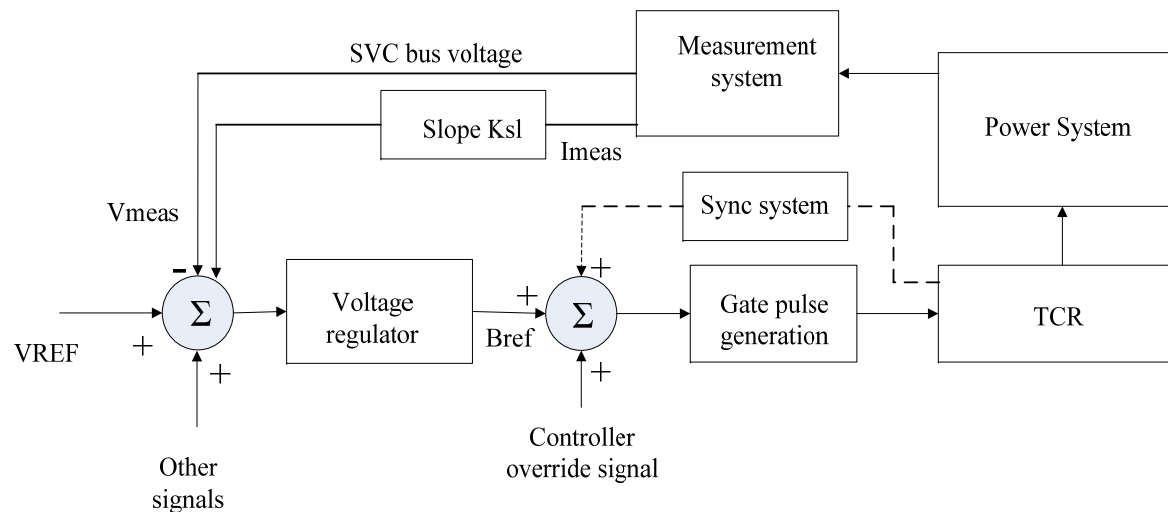 Measurement
system
SVC bus voltage
Slope Ksl
Imeas
Power System
Vmeas
Sync system
-
+
Σ
Voltage
regulator
+
Bref
Σ
Gate pulse
generation
TCR
VREF
+
+
+
Other
signals
Controller
override signal